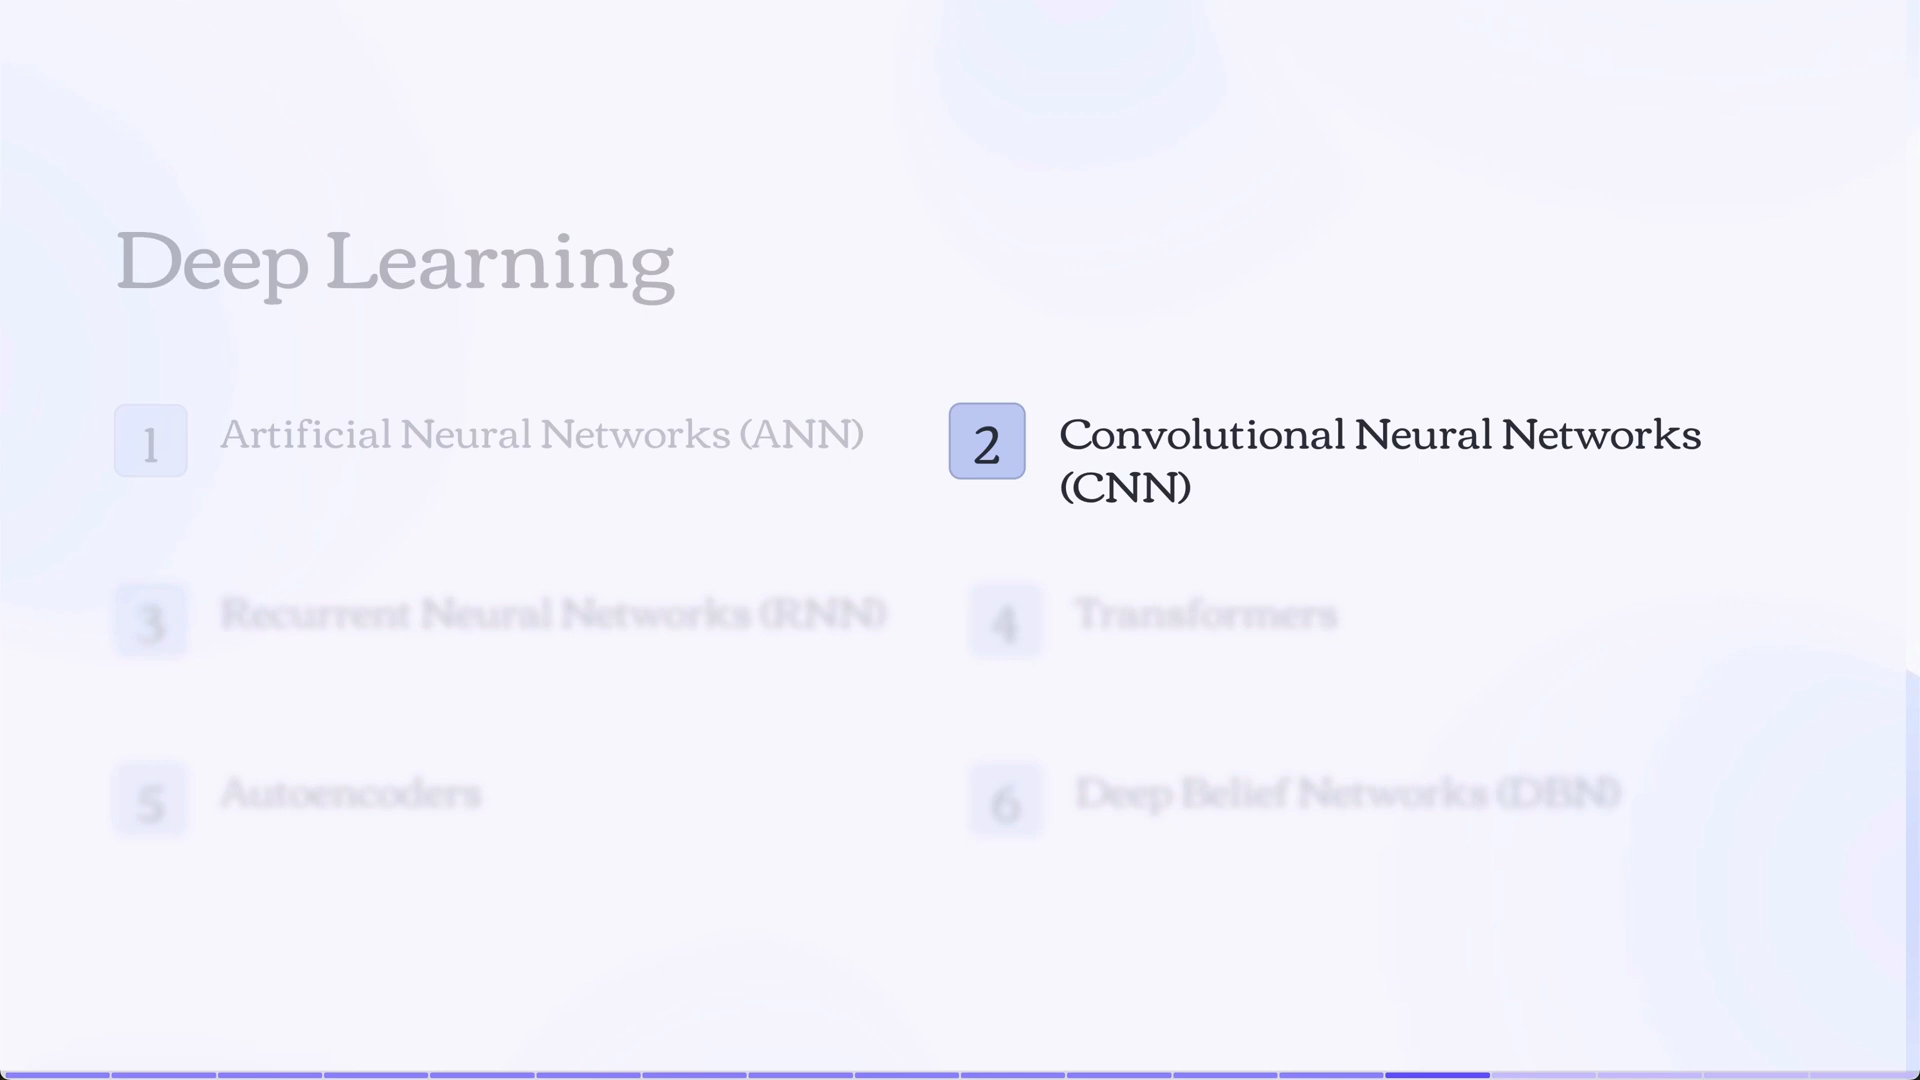 Deep Learning
1 Artificial Neural Networks (ANN)
2 Convolutional Neural Networks
(CNN)
3 Recurrent Neural Networks (RNN)
4 Transformers
5 Autoencoders
6 Deep Belief Networks (DBN)